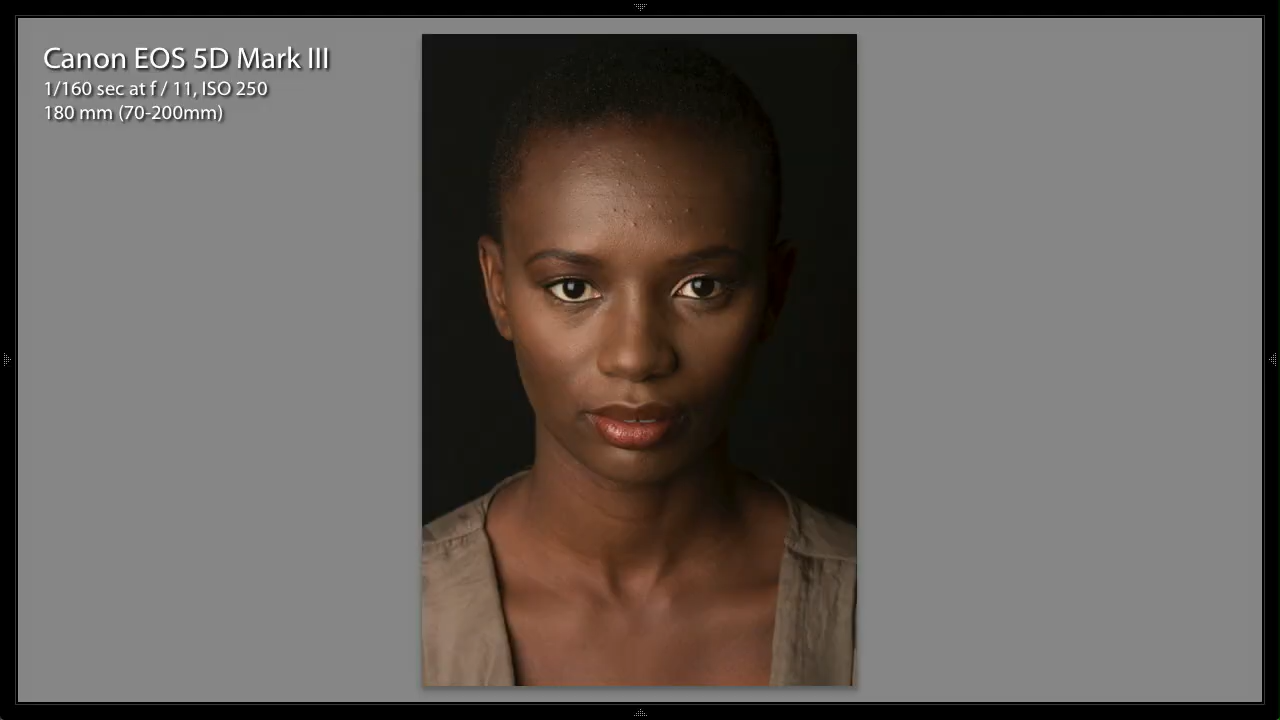 Canon EOS 5D Mark III
1/160 sec at f / 11, ISO 250
180 mm (70-200mm)